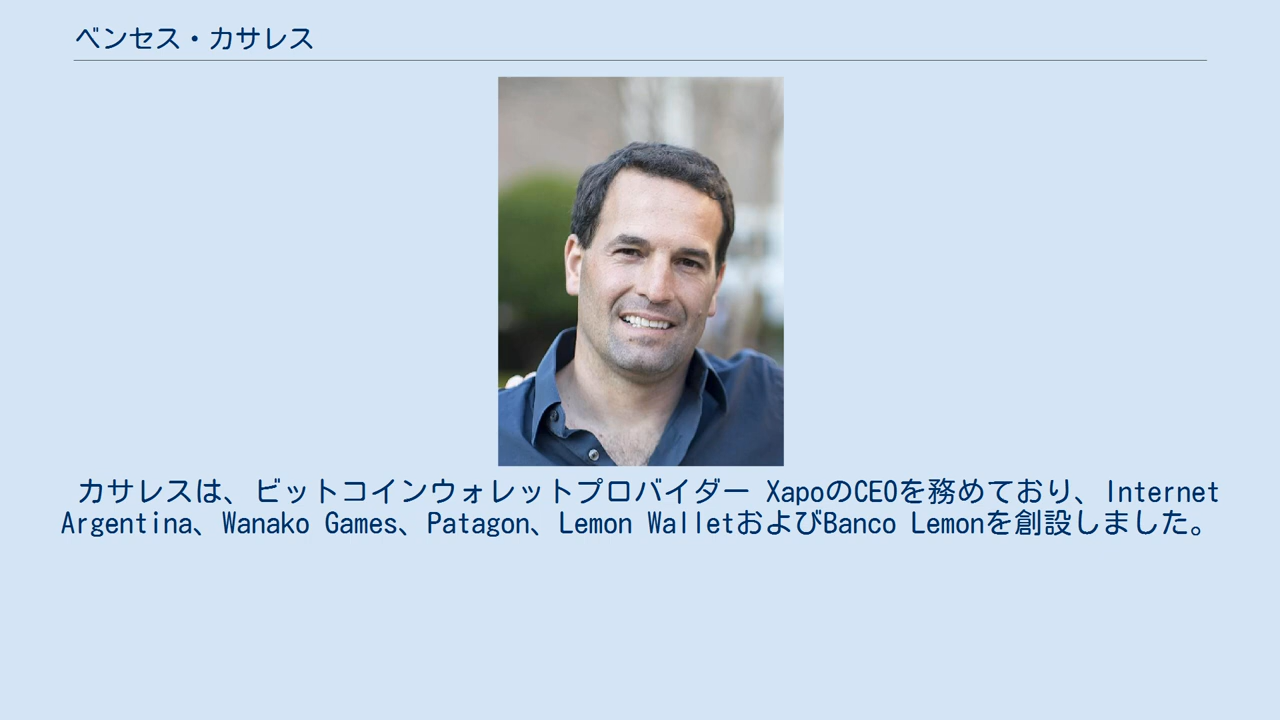 ベンセス・カサレス
カサレスは、ビットコインウォレットプロバイダー XapoのCEOを務めており、Internet
Argentina、Wanako Games、Patagon、Lemon WalletおよびBanco Lemonを創設しました。